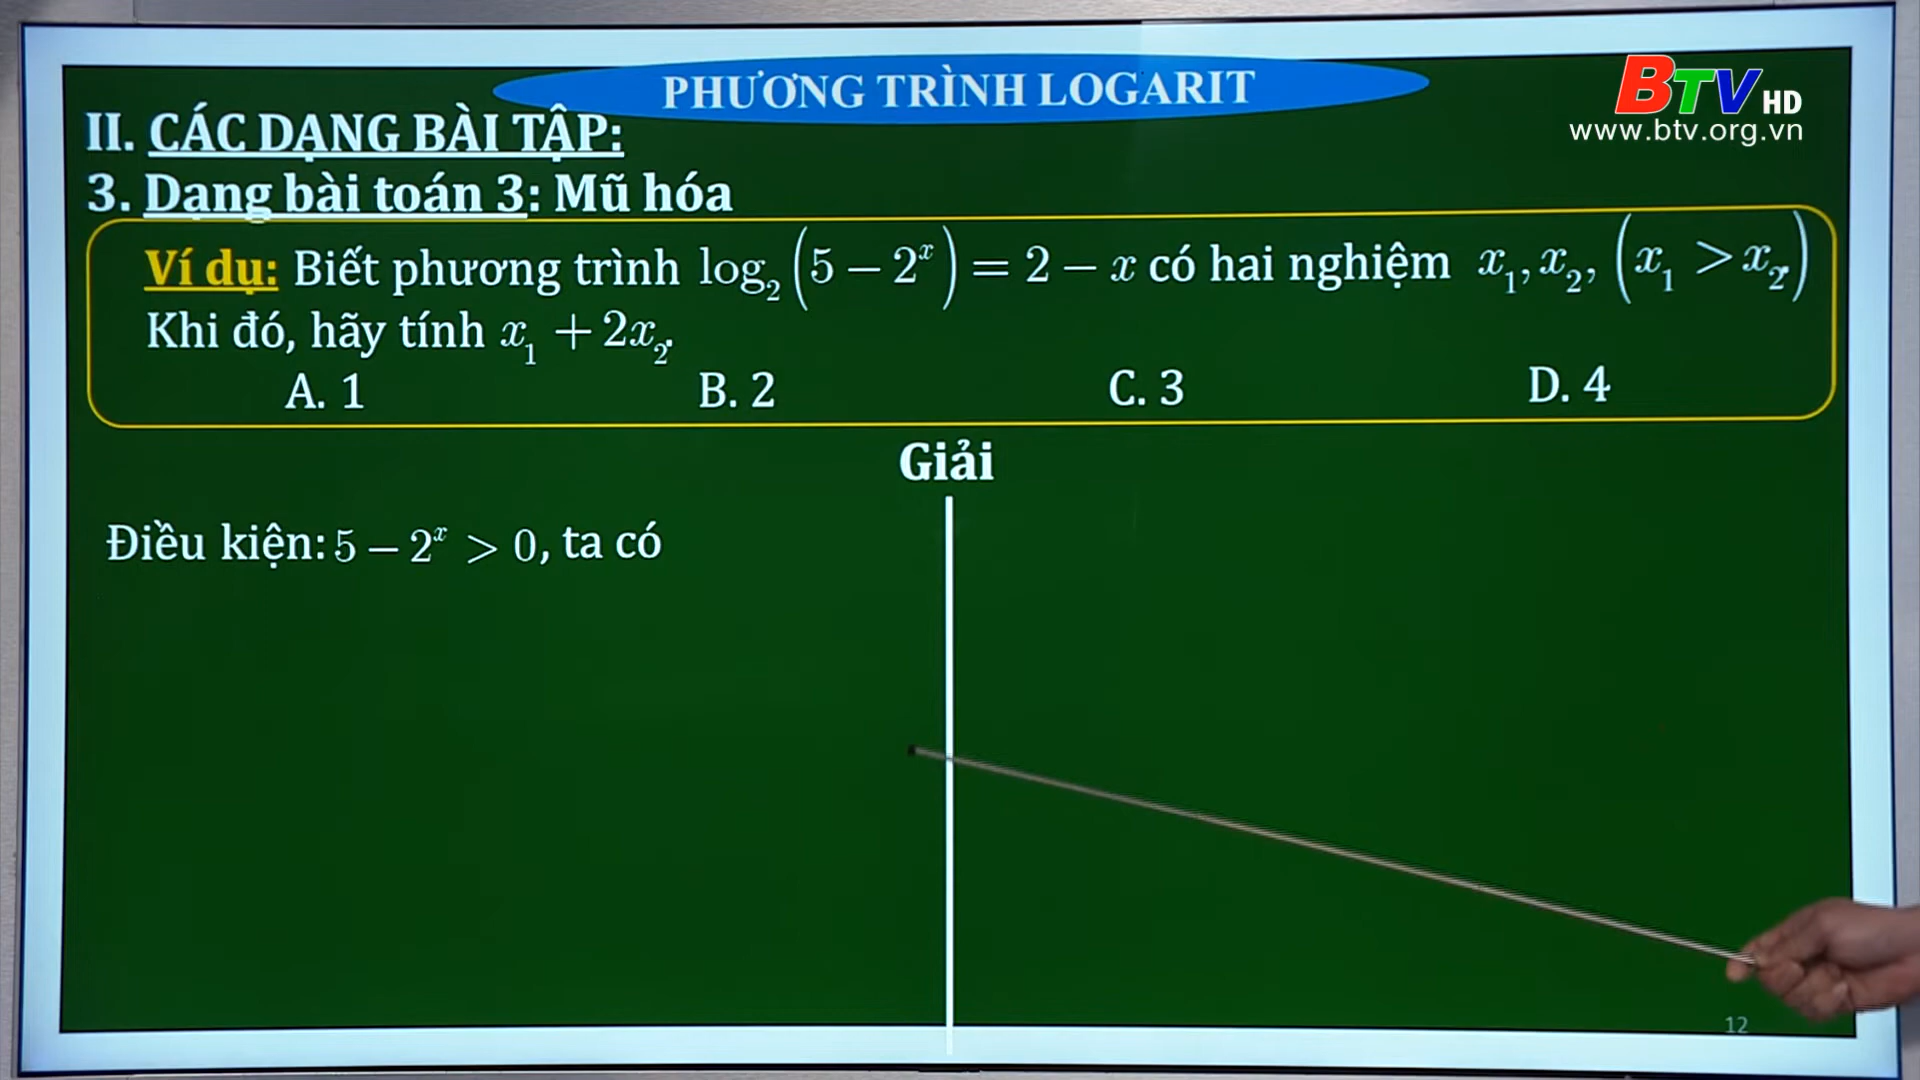 PHƯƠNG TRÌNH LOGARIT
BTV HD
www.btv.org.vn
II. CÁC DẠNG BÀI TẬP:
3. Dạng bài toán 3: Mũ hóa
Ví dụ: Biết phương trình log₂(5 − 2ˣ) = 2 − x có hai nghiệm x₁, x₂, (x₁ > x₂)
Khi đó, hãy tính x₁ + 2x₂.
A. 1 B. 2 C. 3 D. 4
Giải
Điều kiện: 5 − 2ˣ > 0, ta có
12